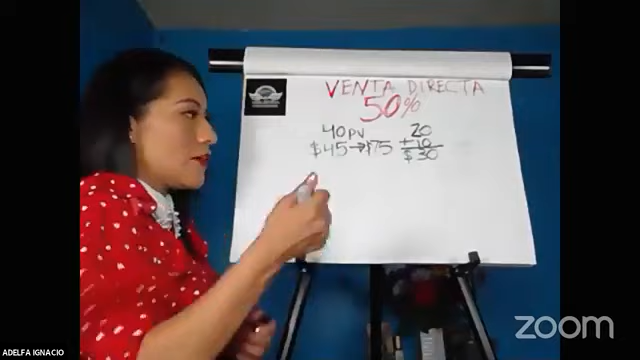 VENTA DIRECTA
50%
40pv 20
$45→$75 +10
$30
zoom
ADELFA IGNACIO